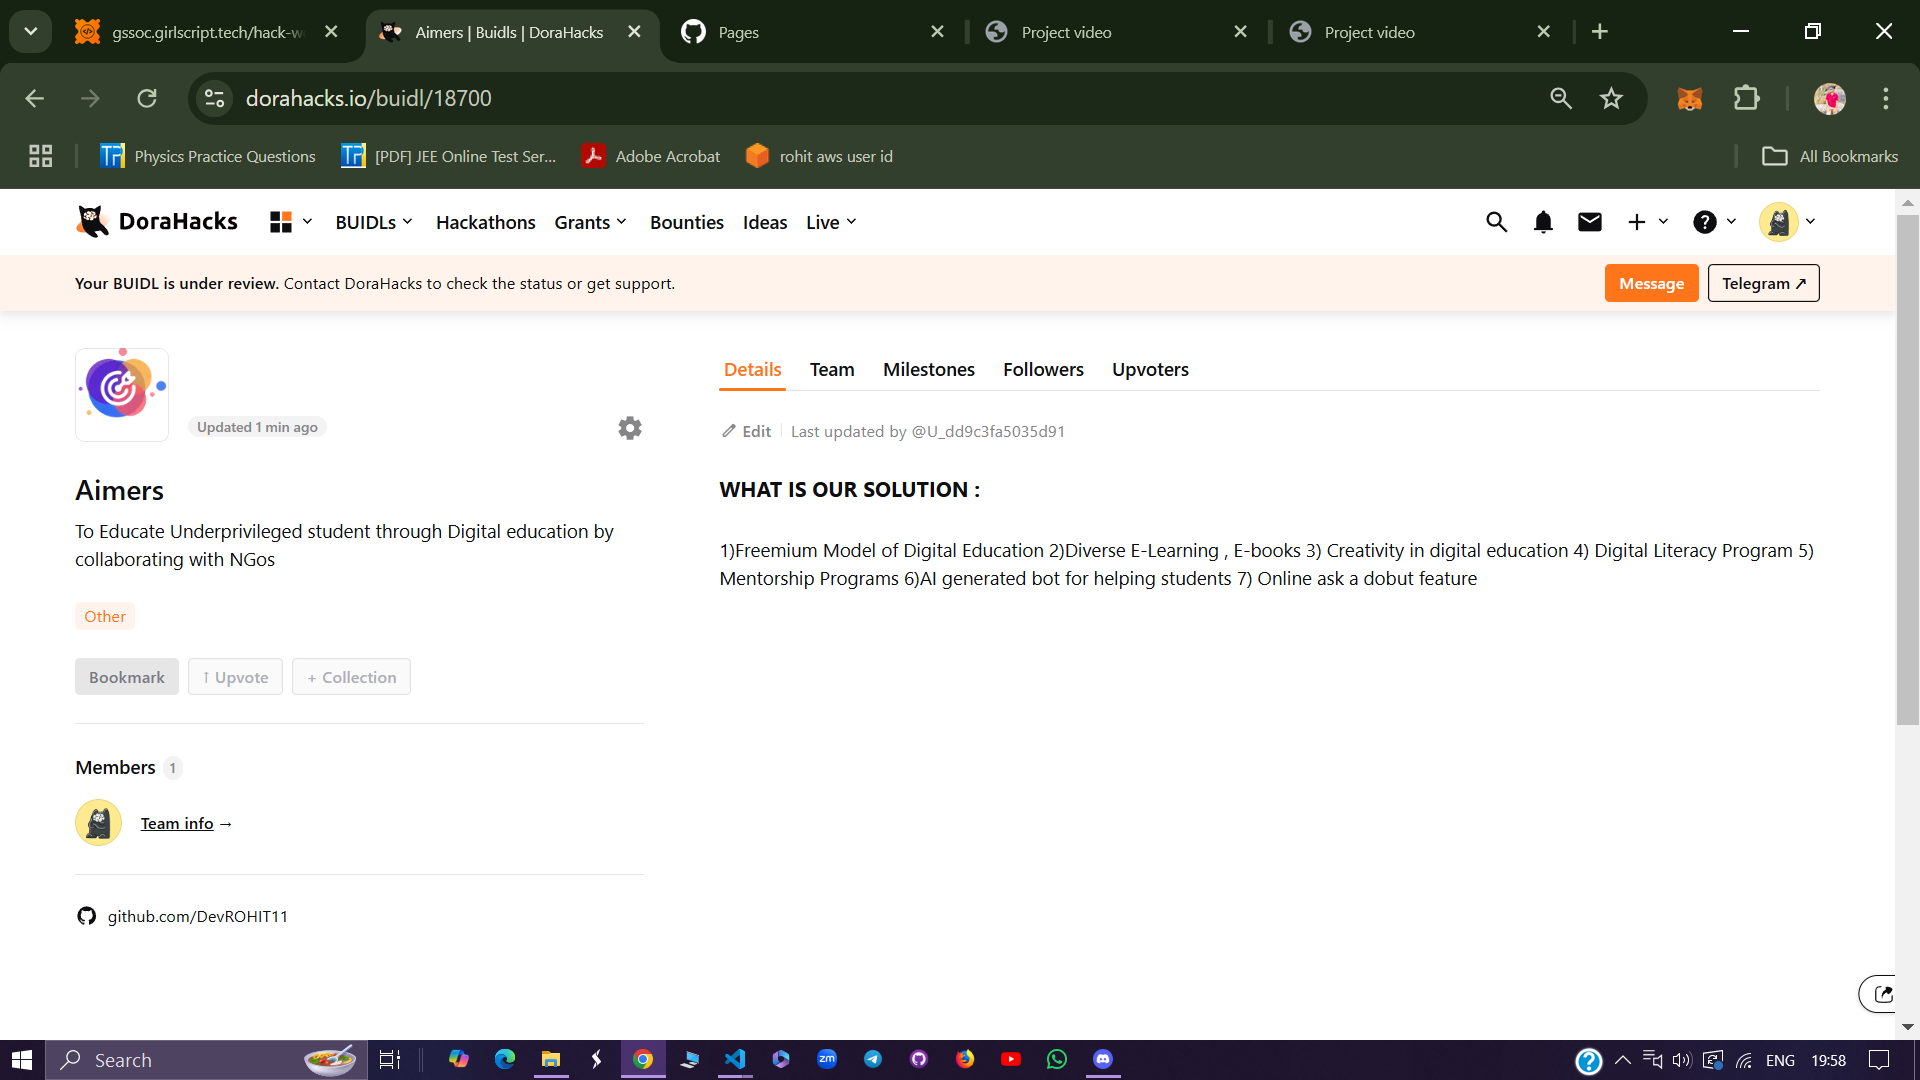 gssoc.girlscript.tech/hack-w
Aimers | Buidls | DoraHacks
Pages
Project video
Project video
dorahacks.io/buidl/18700
Physics Practice Questions
[PDF] JEE Online Test Ser...
Adobe Acrobat
rohit aws user id
All Bookmarks
DoraHacks
BUIDLs
Hackathons
Grants
Bounties
Ideas
Live
Your BUIDL is under review. Contact DoraHacks to check the status or get support.
Message
Telegram ↗
Updated 1 min ago
Aimers
To Educate Underprivileged student through Digital education by
collaborating with NGos
Other
Bookmark
↑ Upvote
+ Collection
Members 1
Team info →
github.com/DevROHIT11
Details
Team
Milestones
Followers
Upvoters
Edit
Last updated by @U_dd9c3fa5035d91
WHAT IS OUR SOLUTION :
1)Freemium Model of Digital Education 2)Diverse E-Learning , E-books 3) Creativity in digital education 4) Digital Literacy Program 5)
Mentorship Programs 6)AI generated bot for helping students 7) Online ask a dobut feature
Search
zm
ENG
19:58